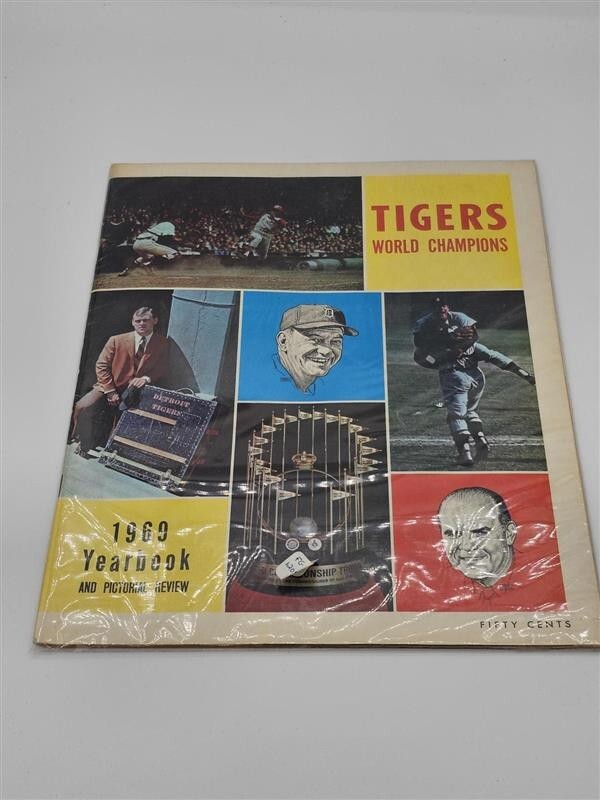 TIGERS
WORLD CHAMPIONS
DETROIT
TIGERS
D
1969
Yearbook
AND PICTORIAL REVIEW
FIFTY CENTS